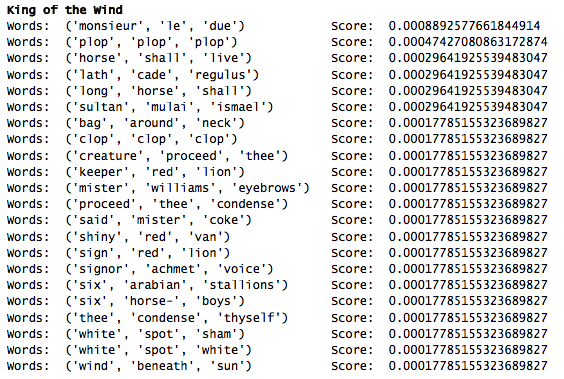 King of the Wind
Words:  ('monsieur', 'le', 'due')  Score:  0.0008892577661844914
Words:  ('plop', 'plop', 'plop')  Score:  0.00047427080863172874
Words:  ('horse', 'shall', 'live')  Score:  0.00029641925539483047
Words:  ('lath', 'cade', 'regulus')  Score:  0.00029641925539483047
Words:  ('long', 'horse', 'shall')  Score:  0.00029641925539483047
Words:  ('sultan', 'mulai', 'ismael')  Score:  0.00029641925539483047
Words:  ('bag', 'around', 'neck')  Score:  0.00017785155323689827
Words:  ('clop', 'clop', 'clop')  Score:  0.00017785155323689827
Words:  ('creature', 'proceed', 'thee')  Score:  0.00017785155323689827
Words:  ('keeper', 'red', 'lion')  Score:  0.00017785155323689827
Words:  ('mister', 'williams', 'eyebrows')  Score:  0.00017785155323689827
Words:  ('proceed', 'thee', 'condense')  Score:  0.00017785155323689827
Words:  ('said', 'mister', 'coke')  Score:  0.00017785155323689827
Words:  ('shiny', 'red', 'van')  Score:  0.00017785155323689827
Words:  ('sign', 'red', 'lion')  Score:  0.00017785155323689827
Words:  ('signor', 'achmet', 'voice')  Score:  0.00017785155323689827
Words:  ('six', 'arabian', 'stallions')  Score:  0.00017785155323689827
Words:  ('six', 'horse-', 'boys')  Score:  0.00017785155323689827
Words:  ('thee', 'condense', 'thyself')  Score:  0.00017785155323689827
Words:  ('white', 'spot', 'sham')  Score:  0.00017785155323689827
Words:  ('white', 'spot', 'white')  Score:  0.00017785155323689827
Words:  ('wind', 'beneath', 'sun')  Score:  0.00017785155323689827